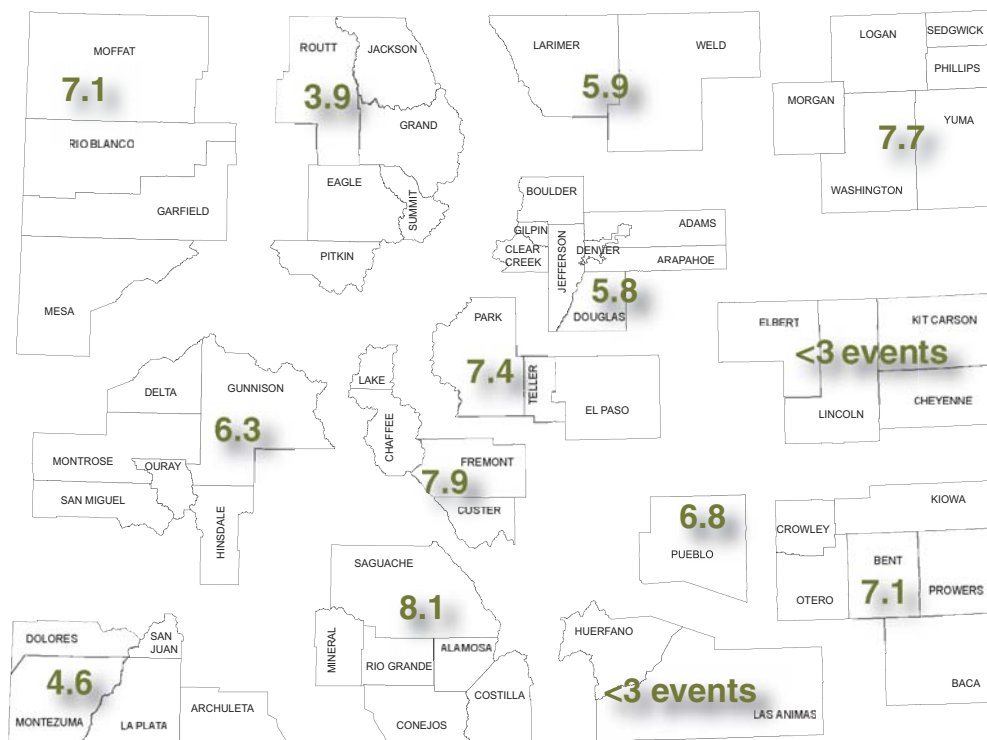 MOFFAT
7.1
RIO BLANCO
GARFIELD
MESA
ROUTT
JACKSON
3.9
GRAND
EAGLE
SUMMIT
PITKIN
LARIMER
WELD
5.9
LOGAN
SEDGWICK
PHILLIPS
MORGAN
7.7
YUMA
WASHINGTON
BOULDER
GILPIN
CLEAR
CREEK
JEFFERSON
ADAMS
DENVER
ARAPAHOE
5.8
DOUGLAS
ELBERT
KIT CARSON
<3 events
CHEYENNE
LINCOLN
DELTA
GUNNISON
6.3
MONTROSE
OURAY
SAN MIGUEL
HINSDALE
LAKE
CHAFFEE
PARK
7.4
TELLER
EL PASO
FREMONT
7.9
CUSTER
6.8
PUEBLO
KIOWA
CROWLEY
BENT
7.1
PROWERS
OTERO
BACA
SAGUACHE
8.1
MINERAL
RIO GRANDE
ALAMOSA
CONEJOS
COSTILLA
HUERFANO
<3 events
LAS ANIMAS
DOLORES
SAN
JUAN
4.6
MONTEZUMA
LA PLATA
ARCHULETA